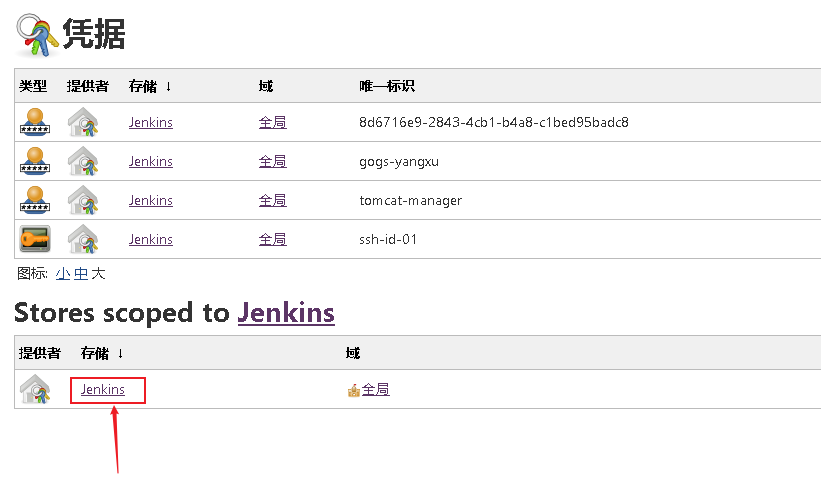 凭据
类型 提供者 存储 ↓ 域 唯一标识
Jenkins 全局 8d6716e9-2843-4cb1-b4a8-c1bed95badc8
Jenkins 全局 gogs-yangxu
Jenkins 全局 tomcat-manager
Jenkins 全局 ssh-id-01
图标: 小 中 大
Stores scoped to Jenkins
提供者 存储 ↓ 域
Jenkins 全局